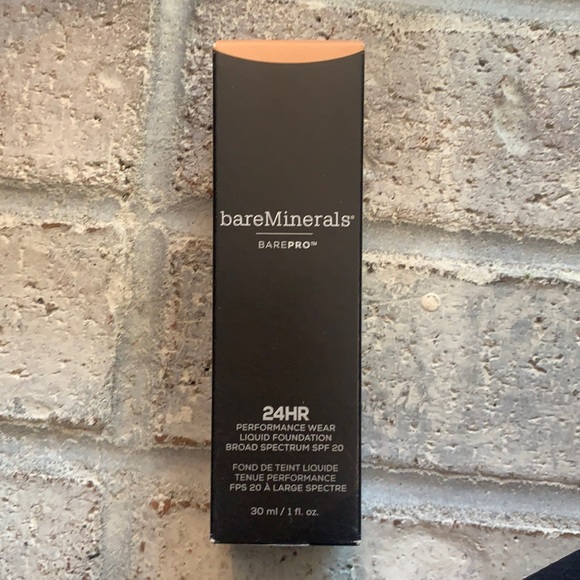 bareMinerals®
BAREPRO™
24HR
PERFORMANCE WEAR
LIQUID FOUNDATION
BROAD SPECTRUM SPF 20
FOND DE TEINT LIQUIDE
TENUE PERFORMANCE
FPS 20 À LARGE SPECTRE
30 ml / 1 fl. oz.